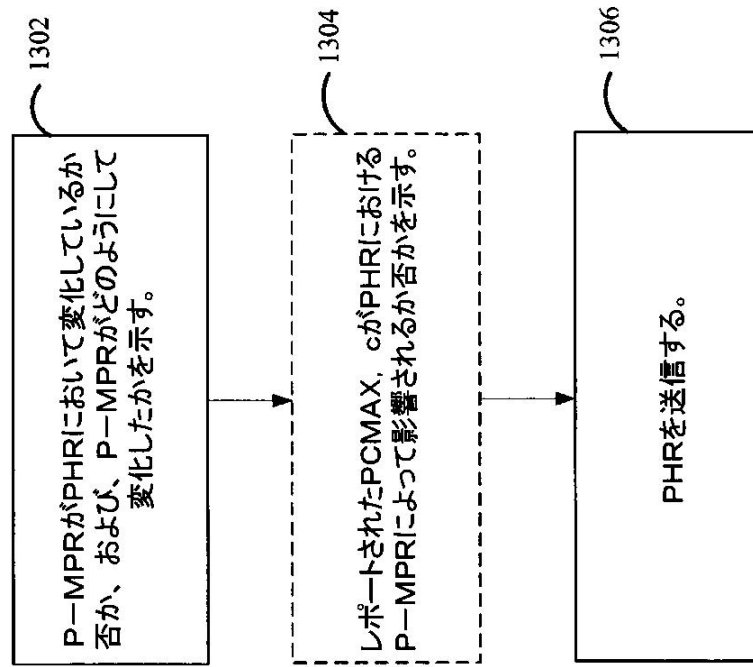 1302
P-MPRがPHRにおいて変化しているか
否か、および、P-MPRがどのようにして
変化したかを示す。
1304
レポートされたPCMAX, cがPHRにおける
P-MPRによって影響されるか否かを示す。
1306
PHRを送信する。